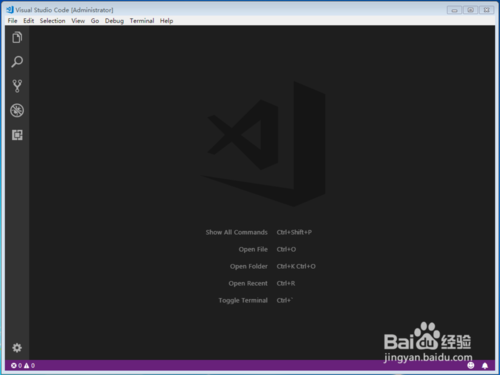 Visual Studio Code [Administrator]
File Edit Selection View Go Debug Terminal Help
Show All Commands Ctrl+Shift+P
Open File Ctrl+O
Open Folder Ctrl+K Ctrl+O
Open Recent Ctrl+R
Toggle Terminal Ctrl+`
Baidu经验
jingyan.baidu.com
0 0